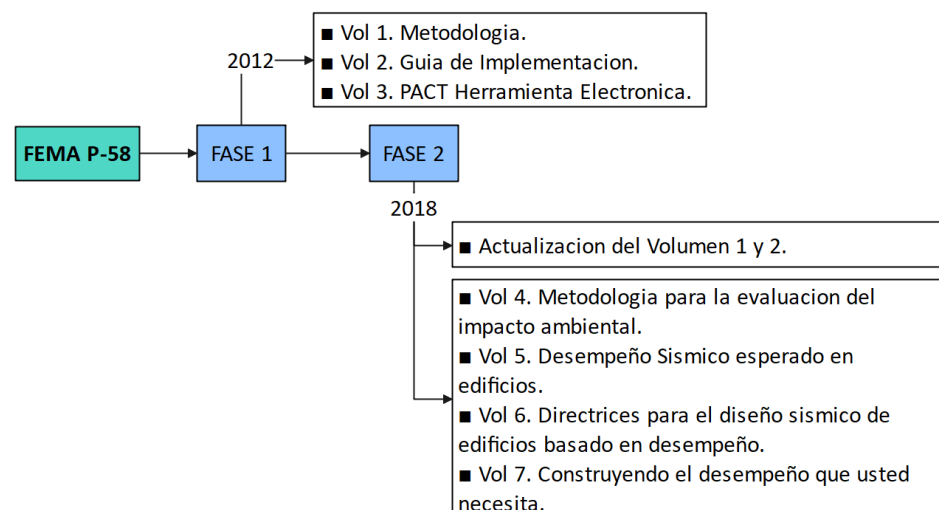 ■ Vol 1. Metodologia.
2012
■ Vol 2. Guia de Implementacion.
■ Vol 3. PACT Herramienta Electronica.
FEMA P-58
FASE 1
FASE 2
2018
■ Actualizacion del Volumen 1 y 2.
■ Vol 4. Metodologia para la evaluacion del
impacto ambiental.
■ Vol 5. Desempeño Sismico esperado en
edificios.
■ Vol 6. Directrices para el diseño sismico de
edificios basado en desempeño.
■ Vol 7. Construyendo el desempeño que usted
necesita.